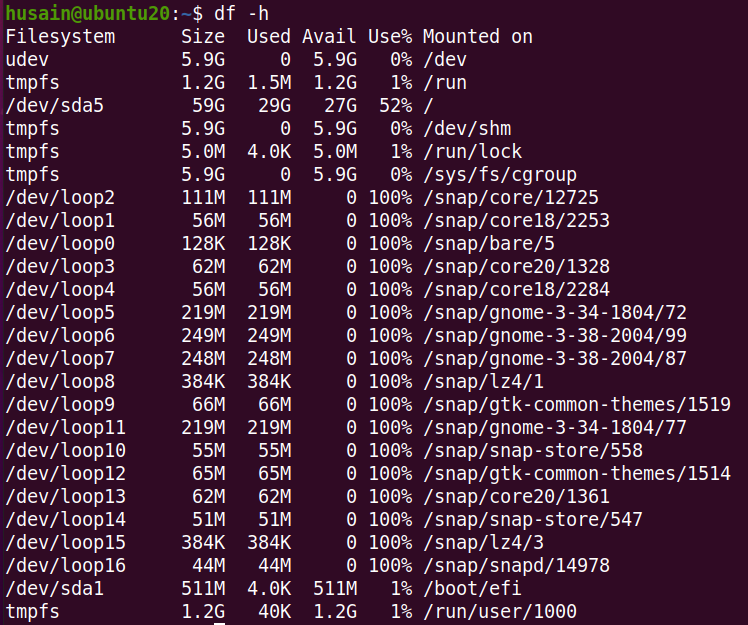 husain@ubuntu20:~$ df -h
Filesystem      Size  Used Avail Use% Mounted on
udev            5.9G     0  5.9G   0% /dev
tmpfs           1.2G  1.5M  1.2G   1% /run
/dev/sda5        59G   29G   27G  52% /
tmpfs           5.9G     0  5.9G   0% /dev/shm
tmpfs           5.0M  4.0K  5.0M   1% /run/lock
tmpfs           5.9G     0  5.9G   0% /sys/fs/cgroup
/dev/loop2      111M  111M     0 100% /snap/core/12725
/dev/loop1       56M   56M     0 100% /snap/core18/2253
/dev/loop0      128K  128K     0 100% /snap/bare/5
/dev/loop3       62M   62M     0 100% /snap/core20/1328
/dev/loop4       56M   56M     0 100% /snap/core18/2284
/dev/loop5      219M  219M     0 100% /snap/gnome-3-34-1804/72
/dev/loop6      249M  249M     0 100% /snap/gnome-3-38-2004/99
/dev/loop7      248M  248M     0 100% /snap/gnome-3-38-2004/87
/dev/loop8      384K  384K     0 100% /snap/lz4/1
/dev/loop9       66M   66M     0 100% /snap/gtk-common-themes/1519
/dev/loop11     219M  219M     0 100% /snap/gnome-3-34-1804/77
/dev/loop10      55M   55M     0 100% /snap/snap-store/558
/dev/loop12      65M   65M     0 100% /snap/gtk-common-themes/1514
/dev/loop13      62M   62M     0 100% /snap/core20/1361
/dev/loop14      51M   51M     0 100% /snap/snap-store/547
/dev/loop15     384K  384K     0 100% /snap/lz4/3
/dev/loop16      44M   44M     0 100% /snap/snapd/14978
/dev/sda1       511M  4.0K  511M   1% /boot/efi
tmpfs           1.2G   40K  1.2G   1% /run/user/1000